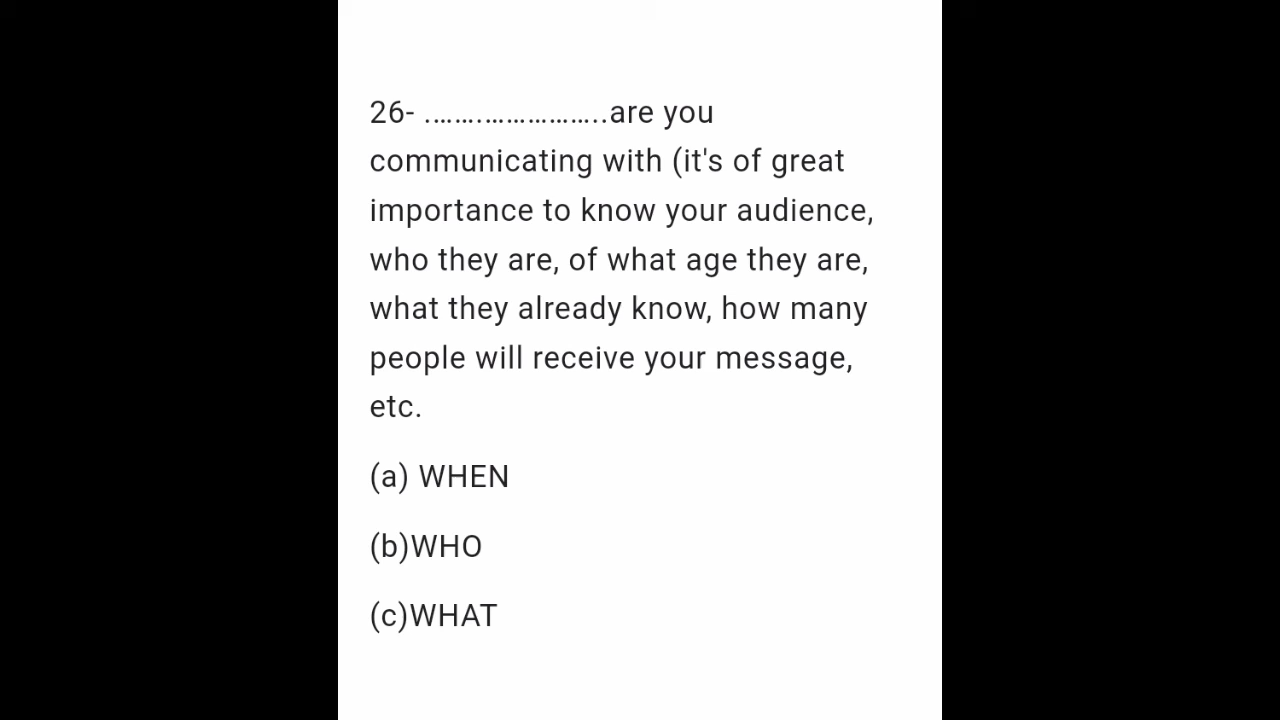 26- .……………………..are you
communicating with (it's of great
importance to know your audience,
who they are, of what age they are,
what they already know, how many
people will receive your message,
etc.
(a) WHEN
(b)WHO
(c)WHAT